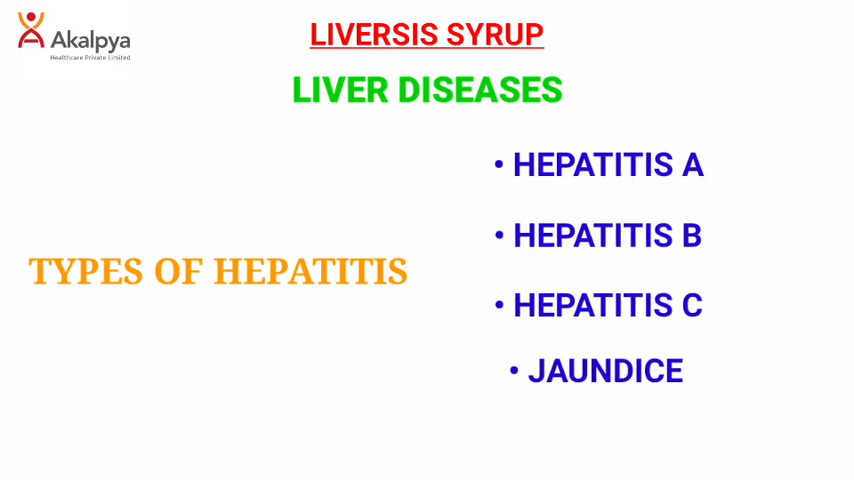 Akalpya
Healthcare Private Limited
LIVERSIS SYRUP
LIVER DISEASES
TYPES OF HEPATITIS
• HEPATITIS A
• HEPATITIS B
• HEPATITIS C
• JAUNDICE